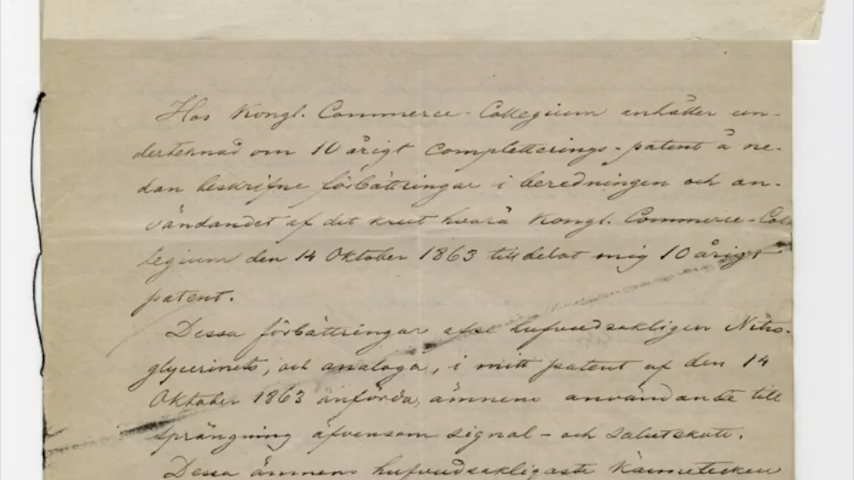 Hos Kongl. Commerce-Collegium anhåller un-
dertecknad om 10 årigt Completterings-patent å ne-
dan beskrifne förbättringar i beredningen och an-
vändandet af det krut hvarå Kongl. Commerce-Col
legium den 14 Oktober 1863 tilldelat mig 10 årigt
patent.
Dessa förbättringar afse hufvudsakligen Nitro-
glycerinets, och analoga, i mitt patent af den 14
Oktober 1863 anförda, ämnens användande till
sprängning äfvensom signal- och salutskott.
Dessa ämnens hufvudsakligaste Kännetecken